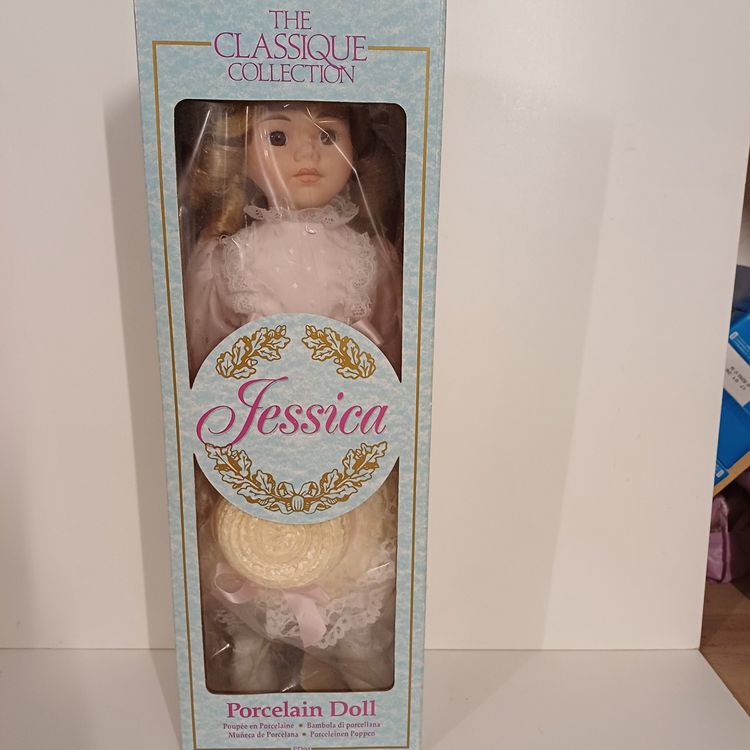 THE
CLASSIQUE
COLLECTION
Jessica
Porcelain Doll
Poupée en Porcelaine • Bambola di porcellana
Muñeca de Porcelana • Porceleinen Poppen